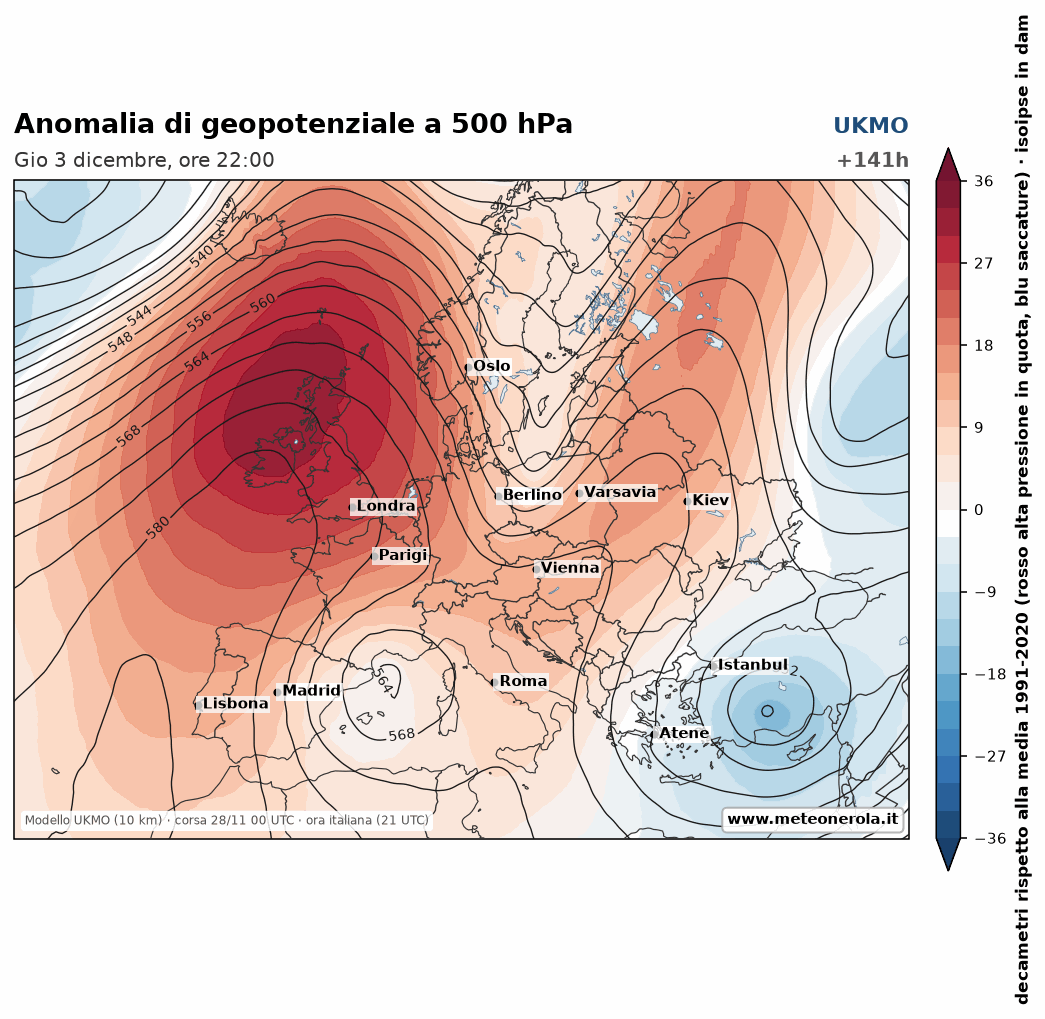 Anomalia di geopotenziale a 500 hPa
UKMO
Gio 3 dicembre, ore 22:00
+141h
540
544
548
556
560
564
568
580
Oslo
Berlino
Varsavia
Kiev
Londra
Parigi
Vienna
Istanbul
2
Roma
Madrid
Lisbona
564
568
Atene
Modello UKMO (10 km) · corsa 28/11 00 UTC · ora italiana (21 UTC)
www.meteonerola.it
36
27
18
9
0
−9
−18
−27
−36
decametri rispetto alla media 1991-2020 (rosso alta pressione in quota, blu saccature) · isoipse in dam